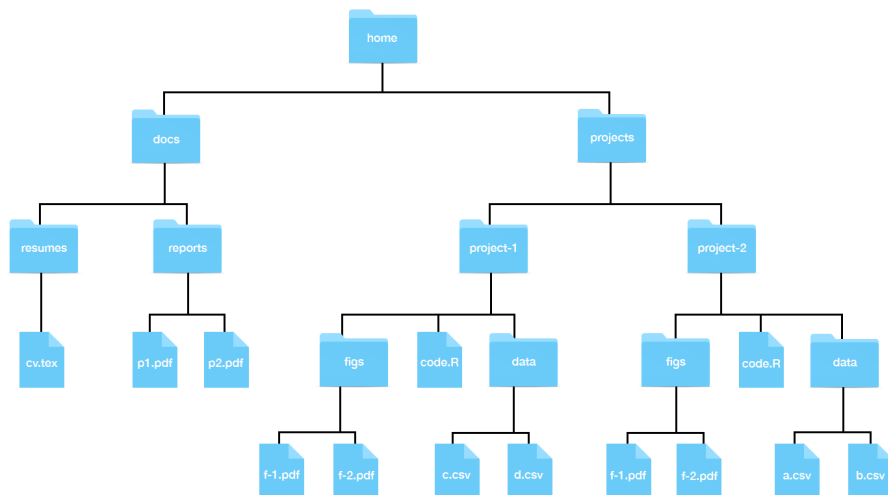 home
docs
projects
resumes
reports
project-1
project-2
cv.tex
p1.pdf
p2.pdf
figs
code.R
data
figs
code.R
data
f-1.pdf
f-2.pdf
c.csv
d.csv
f-1.pdf
f-2.pdf
a.csv
b.csv